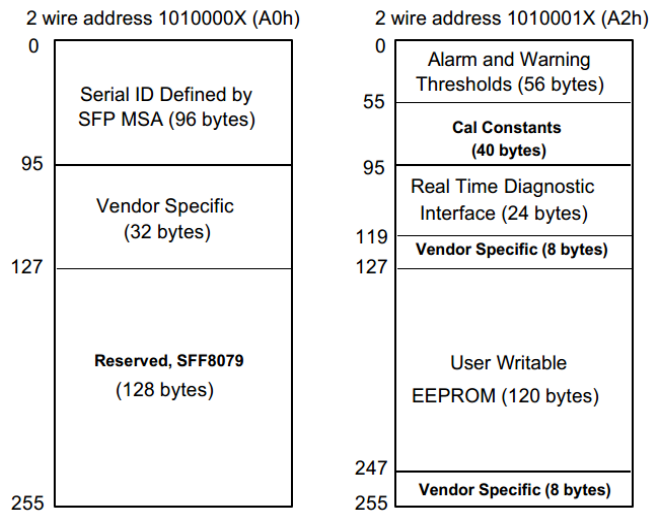 2 wire address 1010000X (A0h)
0
Serial ID Defined by
SFP MSA (96 bytes)
95
Vendor Specific
(32 bytes)
127
Reserved, SFF8079
(128 bytes)
255
2 wire address 1010001X (A2h)
0
Alarm and Warning
Thresholds (56 bytes)
55
Cal Constants
(40 bytes)
95
Real Time Diagnostic
Interface (24 bytes)
119
Vendor Specific (8 bytes)
127
User Writable
EEPROM (120 bytes)
247
Vendor Specific (8 bytes)
255